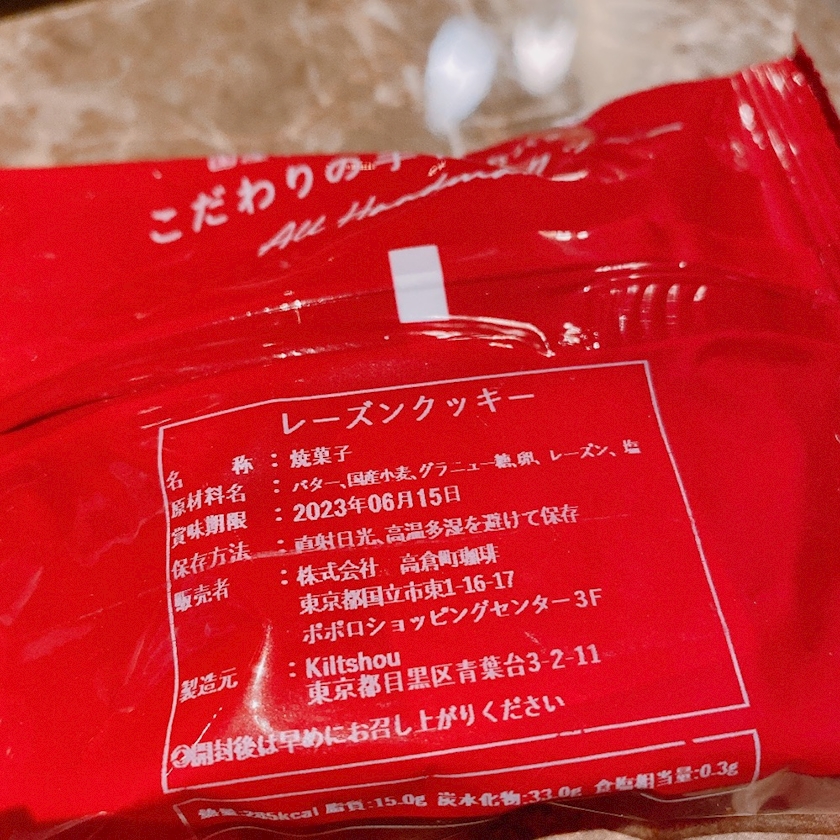 こだわりの手
All Handmade
レーズンクッキー
名　称：焼菓子
原材料名：バター、国産小麦、グラニュー糖、卵、レーズン、塩
賞味期限：2023年06月15日
保存方法：直射日光、高温多湿を避けて保存
販売者：株式会社　高倉町珈琲
東京都国立市東1-16-17
ポポロショッピングセンター3F
製造元：Kiltshou
東京都目黒区青葉台3-2-11
開封後は早めにお召し上がりください
脂質:15.0g 炭水化物:33.0g 食塩相当量:0.3g